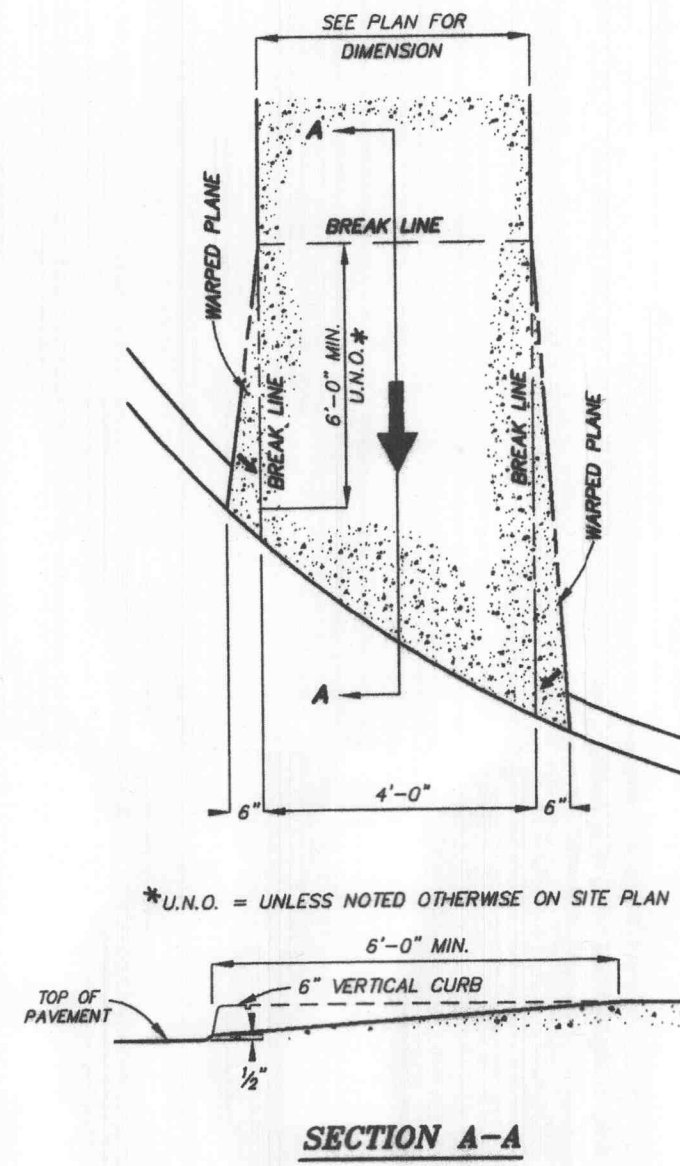 SEE PLAN FOR
DIMENSION
A
WARPED PLANE
BREAK LINE
6'-0" MIN.
U.N.O.*
BREAK LINE
BREAK LINE
WARPED PLANE
A
6"
4'-0"
6"
*U.N.O. = UNLESS NOTED OTHERWISE ON SITE PLAN
6'-0" MIN.
6" VERTICAL CURB
TOP OF
PAVEMENT
½"
SECTION A-A